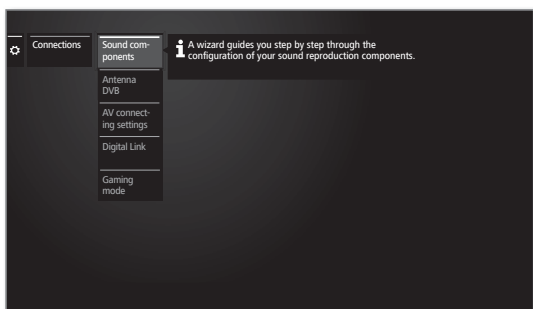 Connections
Sound com-
ponents
A wizard guides you step by step through the
configuration of your sound reproduction components.
Antenna
DVB
AV connect-
ing settings
Digital Link
Gaming
mode